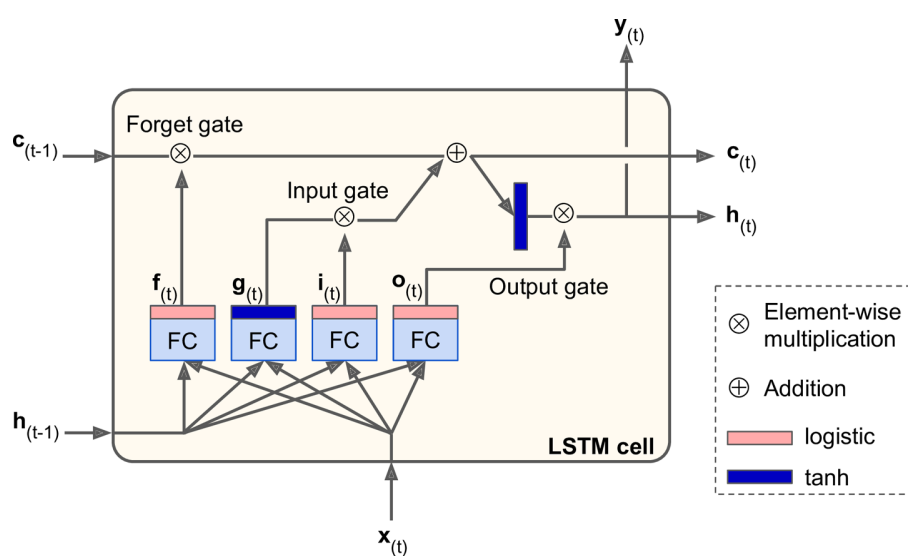 y(t)
Forget gate
c(t-1)
c(t)
Input gate
h(t)
f(t) g(t) i(t) o(t)
Output gate
FC FC FC FC
Element-wise
multiplication
Addition
h(t-1)
logistic
LSTM cell
tanh
x(t)